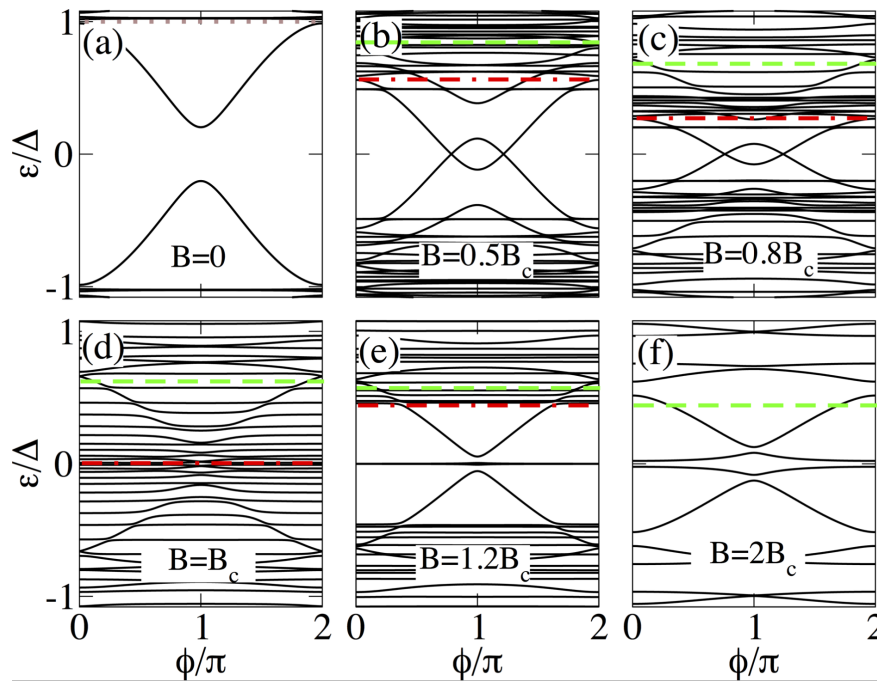 (a) (b) (c)
1
ε/Δ 0
-1
B=0 B=0.5B_c B=0.8B_c
(d) (e) (f)
1
ε/Δ 0
-1
B=B_c B=1.2B_c B=2B_c
0 1 2 0 1 2 0 1 2
ϕ/π ϕ/π ϕ/π